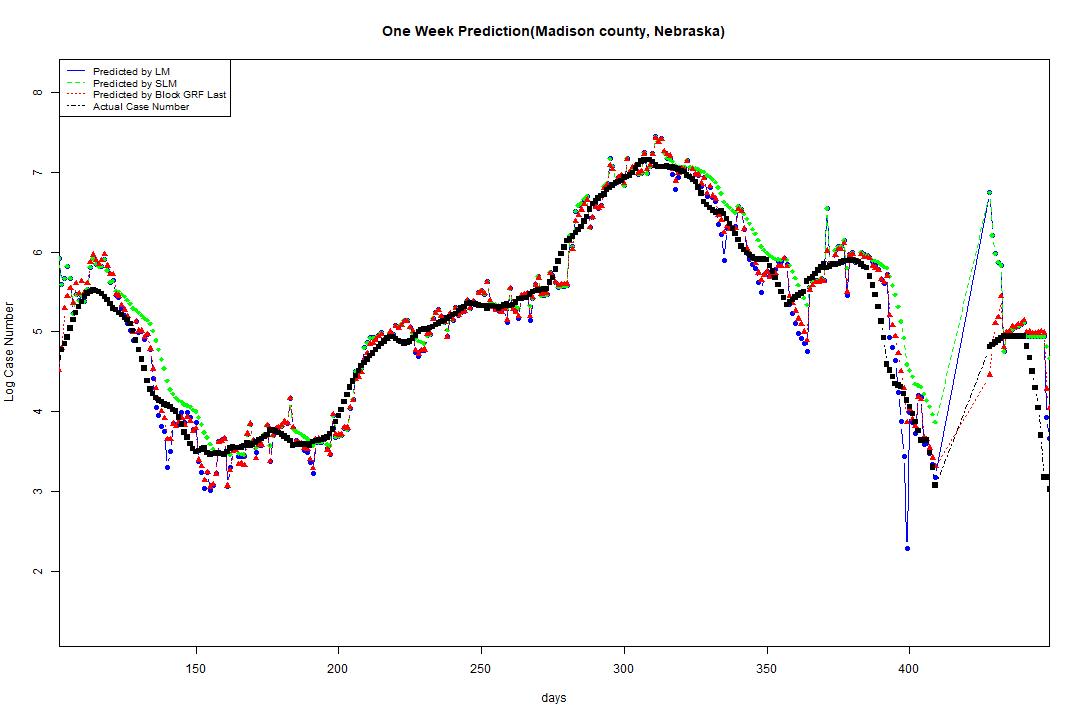 One Week Prediction(Madison county, Nebraska)
Predicted by LM
Predicted by SLM
Predicted by Block GRF Last
Actual Case Number
Log Case Number
8
7
6
5
4
3
2
150 200 250 300 350 400
days